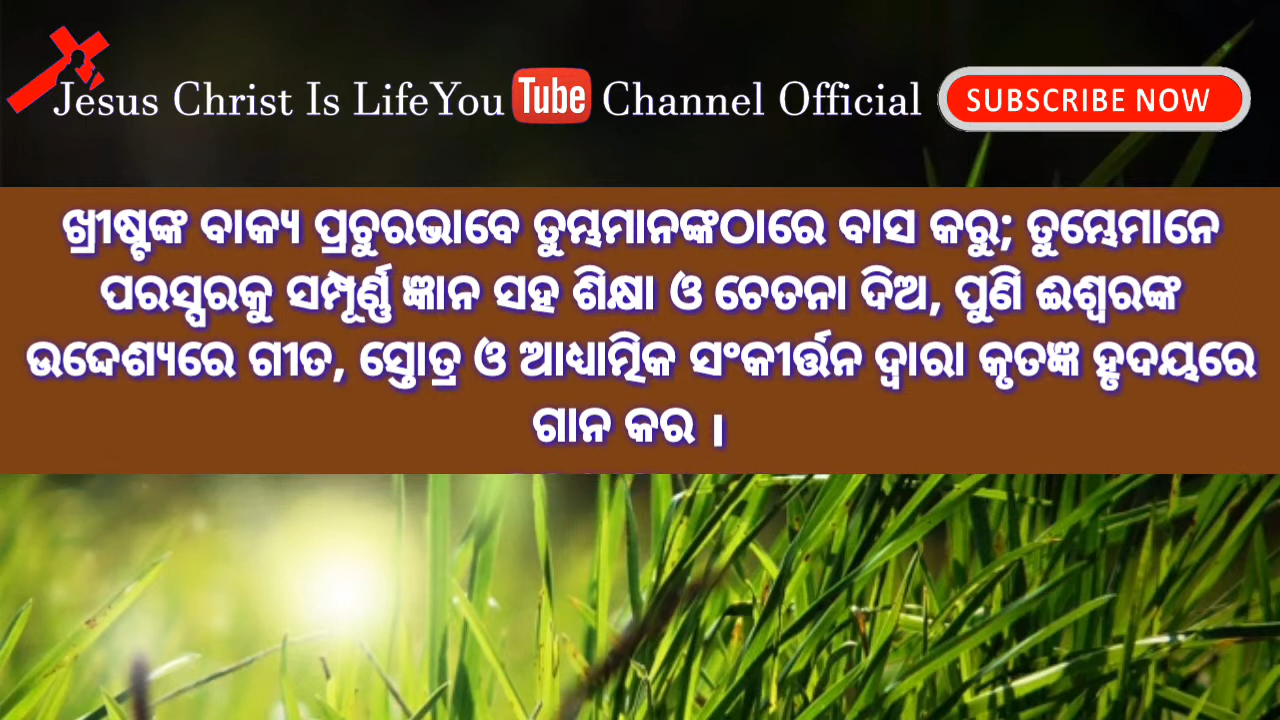 Jesus Christ Is LifeYou Tube Channel Official SUBSCRIBE NOW
ଖ୍ରୀଷ୍ଟଙ୍କ ବାକ୍ୟ ପ୍ରଚୁରଭାବେ ତୁମ୍ଭମାନଙ୍କଠାରେ ବାସ କରୁ; ତୁମ୍ଭେମାନେ
ପରସ୍ପରକୁ ସମ୍ପୂର୍ଣ୍ଣ ଜ୍ଞାନ ସହ ଶିକ୍ଷା ଓ ଚେତନା ଦିଅ, ପୁଣି ଈଶ୍ୱରଙ୍କ
ଉଦ୍ଦେଶ୍ୟରେ ଗୀତ, ସ୍ତୋତ୍ର ଓ ଆଧ୍ୟାତ୍ମିକ ସଂକୀର୍ତ୍ତନ ଦ୍ୱାରା କୃତଜ୍ଞ ହୃଦୟରେ
ଗାନ କର ।